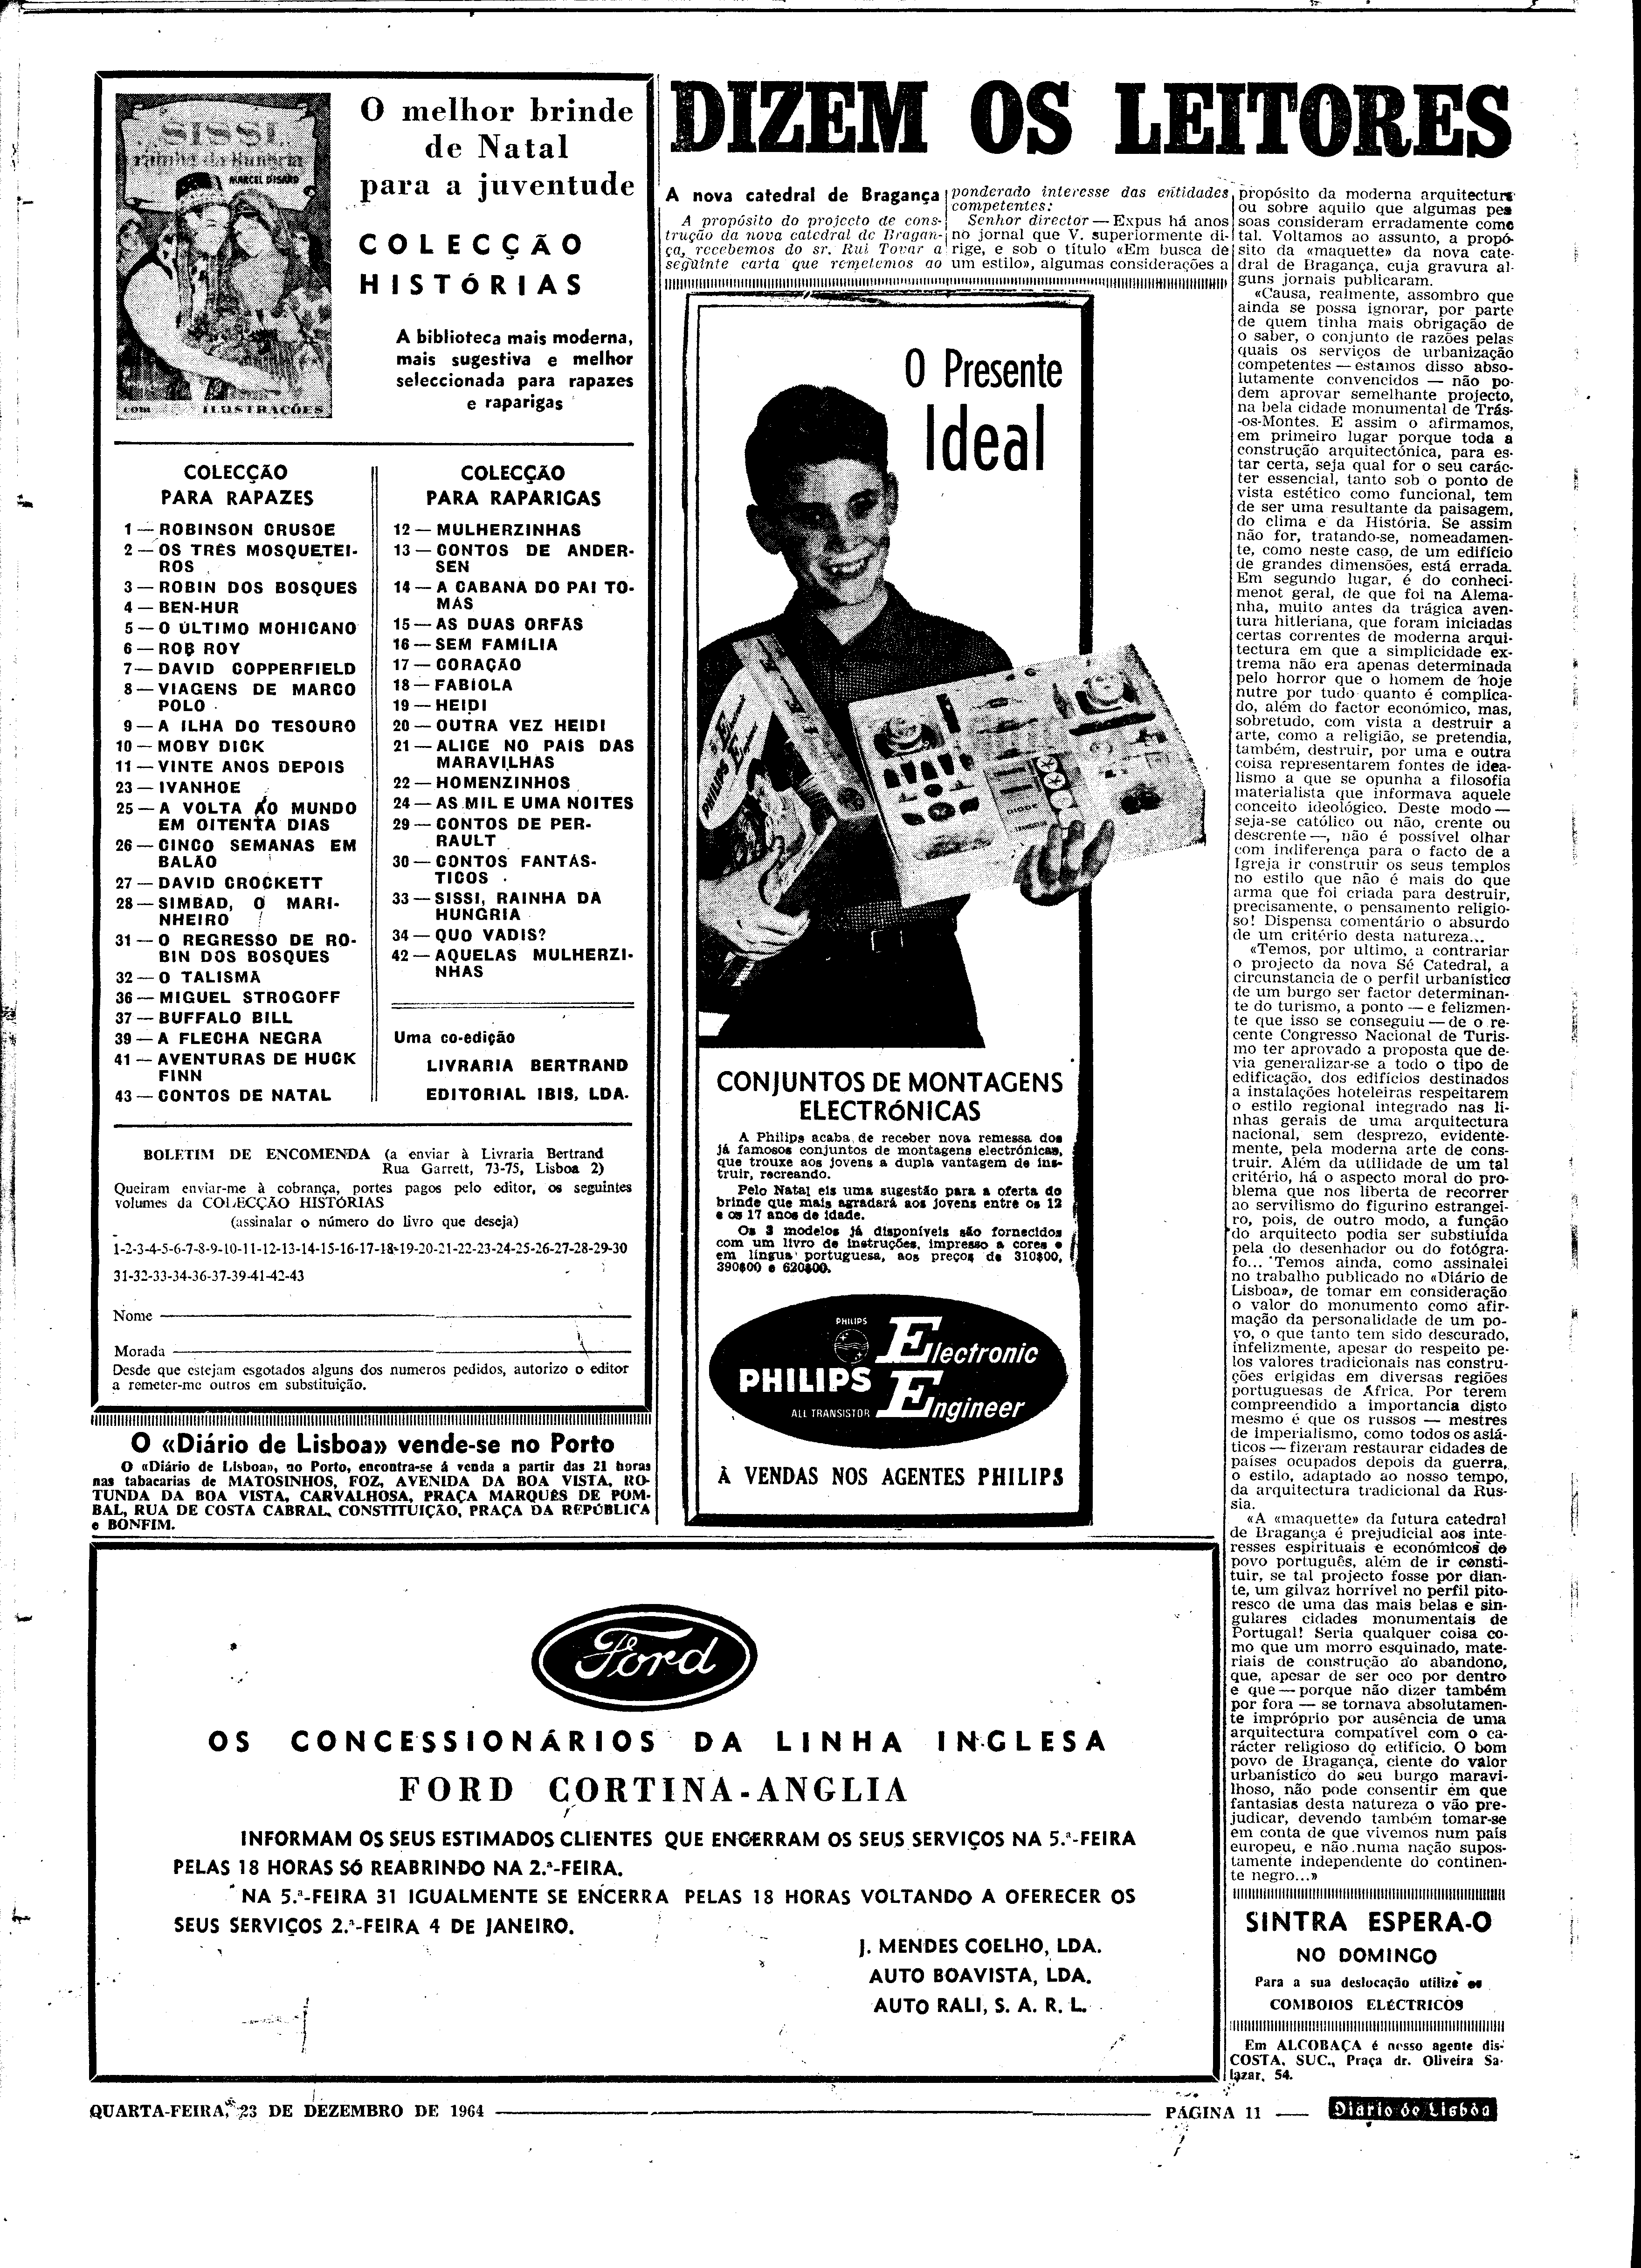 SISSI
rainha da Hungria
MARCEL D'ISARD
com ILUSTRAÇÕES
O melhor brinde
de Natal
para a juventude
COLECÇÃO
HISTÓRIAS
A biblioteca mais moderna,
mais sugestiva e melhor
seleccionada para rapazes
e raparigas
COLECÇÃO
PARA RAPAZES
1 — ROBINSON CRUSOE
2 — OS TRÊS MOSQUETEI-
ROS
3 — ROBIN DOS BOSQUES
4 — BEN-HUR
5 — O ÚLTIMO MOHICANO
6 — ROB ROY
7 — DAVID COPPERFIELD
8 — VIAGENS DE MARCO
POLO
9 — A ILHA DO TESOURO
10 — MOBY DICK
11 — VINTE ANOS DEPOIS
23 — IVANHOE
25 — A VOLTA AO MUNDO
EM OITENTA DIAS
26 — CINCO SEMANAS EM
BALÃO
27 — DAVID CROCKETT
28 — SIMBAD, O MARI-
NHEIRO
31 — O REGRESSO DE RO-
BIN DOS BOSQUES
32 — O TALISMÃ
36 — MIGUEL STROGOFF
37 — BUFFALO BILL
39 — A FLECHA NEGRA
41 — AVENTURAS DE HUCK
FINN
43 — CONTOS DE NATAL
COLECÇÃO
PARA RAPARIGAS
12 — MULHERZINHAS
13 — CONTOS DE ANDER-
SEN
14 — A CABANA DO PAI TO-
MÁS
15 — AS DUAS ORFÃS
16 — SEM FAMÍLIA
17 — CORAÇÃO
18 — FABÍOLA
19 — HEIDI
20 — OUTRA VEZ HEIDI
21 — ALICE NO PAÍS DAS
MARAVILHAS
22 — HOMENZINHOS
24 — AS MIL E UMA NOITES
29 — CONTOS DE PER-
RAULT
30 — CONTOS FANTÁS-
TICOS
33 — SISSI, RAINHA DA
HUNGRIA
34 — QUO VADIS?
42 — AQUELAS MULHERZI-
NHAS
Uma co-edição
LIVRARIA BERTRAND
EDITORIAL IBIS, LDA.
BOLETIM DE ENCOMENDA (a enviar à Livraria Bertrand
Rua Garrett, 73-75, Lisboa 2)
Queiram enviar-me à cobrança, portes pagos pelo editor, os seguintes
volumes da COLECÇÃO HISTÓRIAS
(assinalar o número do livro que deseja)
1-2-3-4-5-6-7-8-9-10-11-12-13-14-15-16-17-18-19-20-21-22-23-24-25-26-27-28-29-30
31-32-33-34-36-37-39-41-42-43
Nome
Morada
Desde que estejam esgotados alguns dos numeros pedidos, autorizo o editor
a remeter-me outros em substituição.
O «Diário de Lisboa» vende-se no Porto
O «Diário de Lisboa», no Porto, encontra-se á venda a partir das 21 horas
nas tabacarias de MATOSINHOS, FOZ, AVENIDA DA BOA VISTA, RO-
TUNDA DA BOA VISTA, CARVALHOSA, PRAÇA MARQUÊS DE POM-
BAL, RUA DE COSTA CABRAL, CONSTITUIÇÃO, PRAÇA DA REPÚBLICA
e BONFIM.
DIZEM OS LEITORES
A nova catedral de Bragança
A propósito do projecto de cons-
trução da nova catedral de Bragan-
ça, recebemos do sr. Rui Tovar a
seguinte carta que remetemos ao
ponderado interesse das entidades
competentes:
Senhor director — Expus há anos
no jornal que V. superiormente di-
rige, e sob o título «Em busca de
um estilo», algumas considerações a
propósito da moderna arquitectura
ou sobre aquilo que algumas pes
soas consideram erradamente como
tal. Voltamos ao assunto, a propó-
sito da «maquette» da nova cate-
dral de Bragança, cuja gravura al-
guns jornais publicaram.
«Causa, realmente, assombro que
ainda se possa ignorar, por parte
de quem tinha mais obrigação de
o saber, o conjunto de razões pelas
quais os serviços de urbanização
competentes — estamos disso abso-
lutamente convencidos — não po-
dem aprovar semelhante projecto,
na bela cidade monumental de Trás-
-os-Montes. E assim o afirmamos,
em primeiro lugar porque toda a
construção arquitectónica, para es-
tar certa, seja qual for o seu carác-
ter essencial, tanto sob o ponto de
vista estético como funcional, tem
de ser uma resultante da paisagem,
do clima e da História. Se assim
não for, tratando-se, nomeadamen-
te, como neste caso, de um edifício
de grandes dimensões, está errada.
Em segundo lugar, é do conheci-
menot geral, de que foi na Alema-
nha, muito antes da trágica aven-
tura hitleriana, que foram iniciadas
certas correntes de moderna arqui-
tectura em que a simplicidade ex-
trema não era apenas determinada
pelo horror que o homem de hoje
nutre por tudo quanto é complica-
do, além do factor económico, mas,
sobretudo, com vista a destruir a
arte, como a religião, se pretendia,
também, destruir, por uma e outra
coisa representarem fontes de idea-
lismo a que se opunha a filosofia
materialista que informava aquele
conceito ideológico. Deste modo —
seja-se católico ou não, crente ou
descrente —, não é possível olhar
com indiferença para o facto de a
Igreja ir construir os seus templos
no estilo que não é mais do que
arma que foi criada para destruir,
precisamente, o pensamento religio-
so! Dispensa comentário o absurdo
de um critério desta natureza...
«Temos, por ultimo, a contrariar
o projecto da nova Sé Catedral, a
circunstancia de o perfil urbanístico
de um burgo ser factor determinan-
te do turismo, a ponto — e felizmen-
te que isso se conseguiu — de o re-
cente Congresso Nacional de Turis-
mo ter aprovado a proposta que de-
via generalizar-se a todo o tipo de
edificação, dos edifícios destinados
a instalações hoteleiras respeitarem
o estilo regional integrado nas li-
nhas gerais de uma arquitectura
nacional, sem desprezo, evidente-
mente, pela moderna arte de cons-
truir. Além da utilidade de um tal
critério, há o aspecto moral do pro-
blema que nos liberta de recorrer
ao servilismo do figurino estrangei-
ro, pois, de outro modo, a função
do arquitecto podia ser substituída
pela do desenhador ou do fotógra-
fo... Temos ainda, como assinalei
no trabalho publicado no «Diário de
Lisboa», de tomar em consideração
o valor do monumento como afir-
mação da personalidade de um po-
vo, o que tanto tem sido descurado,
infelizmente, apesar do respeito pe-
los valores tradicionais nas constru-
ções erigidas em diversas regiões
portuguesas de Africa. Por terem
compreendido a importancia disto
mesmo é que os russos — mestres
de imperialismo, como todos os asiá-
ticos — fizeram restaurar cidades de
países ocupados depois da guerra,
o estilo, adaptado ao nosso tempo,
da arquitectura tradicional da Rús-
sia.
«A «maquette» da futura catedral
de Bragança é prejudicial aos inte-
resses espirituais e económicos do
povo português, além de ir consti-
tuir, se tal projecto fosse por dian-
te, um gilvaz horrível no perfil pito-
resco de uma das mais belas e sin-
gulares cidades monumentais de
Portugal! Seria qualquer coisa co-
mo que um morro esquinado, mate-
riais de construção ao abandono,
que, apesar de ser oco por dentro
e que — porque não dizer também
por fora — se tornava absolutamen-
te impróprio por ausência de uma
arquitectura compatível com o ca-
rácter religioso do edifício. O bom
povo de Bragança, ciente do valor
urbanístico do seu burgo maravi-
lhoso, não pode consentir em que
fantasias desta natureza o vão pre-
judicar, devendo também tomar-se
em conta de que vivemos num país
europeu, e não numa nação supos-
tamente independente do continen-
te negro...»
O Presente
Ideal
PHILIPS
DIODE
TRANSISTOR
CONJUNTOS DE MONTAGENS
ELECTRÓNICAS
A Philips acaba de receber nova remessa dos
já famosos conjuntos de montagens electrónicas,
que trouxe aos jovens a dupla vantagem de ins-
truir, recreando.
Pelo Natal eis uma sugestão para a oferta do
brinde que mais agradará aos jovens entre os 12
e os 17 anos de idade.
Os 3 modelos já disponíveis são fornecidos
com um livro de instruções, impresso a cores e
em língua portuguesa, aos preços de 310$00,
390$00 e 620$00.
PHILIPS
Electronic
PHILIPS
ALL TRANSISTOR Engineer
À VENDAS NOS AGENTES PHILIPS
Ford
OS CONCESSIONÁRIOS DA LINHA INGLESA
FORD CORTINA-ANGLIA
INFORMAM OS SEUS ESTIMADOS CLIENTES QUE ENCERRAM OS SEUS SERVIÇOS NA 5.ª-FEIRA
PELAS 18 HORAS SÓ REABRINDO NA 2.ª-FEIRA.
NA 5.ª-FEIRA 31 IGUALMENTE SE ENCERRA PELAS 18 HORAS VOLTANDO A OFERECER OS
SEUS SERVIÇOS 2.ª-FEIRA 4 DE JANEIRO.
J. MENDES COELHO, LDA.
AUTO BOAVISTA, LDA.
AUTO RALI, S. A. R. L.
SINTRA ESPERA-O
NO DOMINGO
Para a sua deslocação utilize os
COMBOIOS ELÉCTRICOS
Em ALCOBAÇA é nosso agente dis-
COSTA, SUC., Praça dr. Oliveira Sa-
lazar, 54.
QUARTA-FEIRA, 23 DE DEZEMBRO DE 1964
PÁGINA 11
Diário de Lisboa